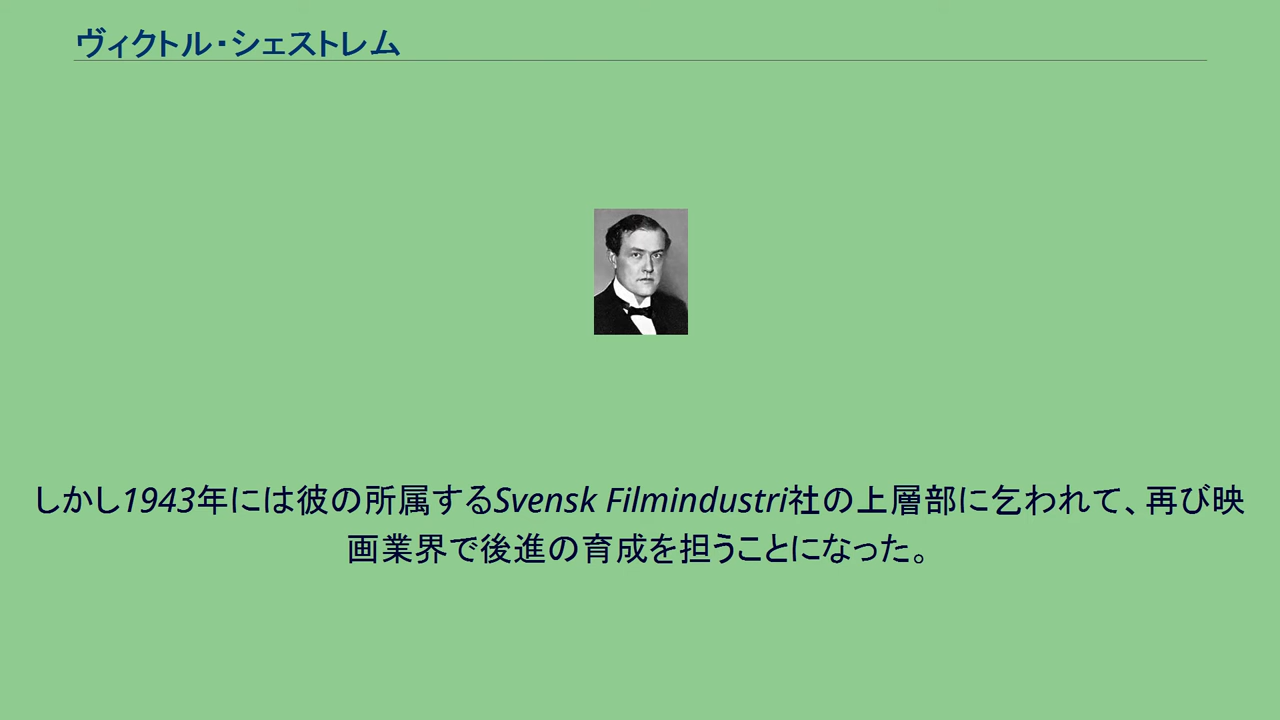 ヴィクトル・シェストレム
しかし1943年には彼の所属するSvensk Filmindustri社の上層部に乞われて、再び映
画業界で後進の育成を担うことになった。